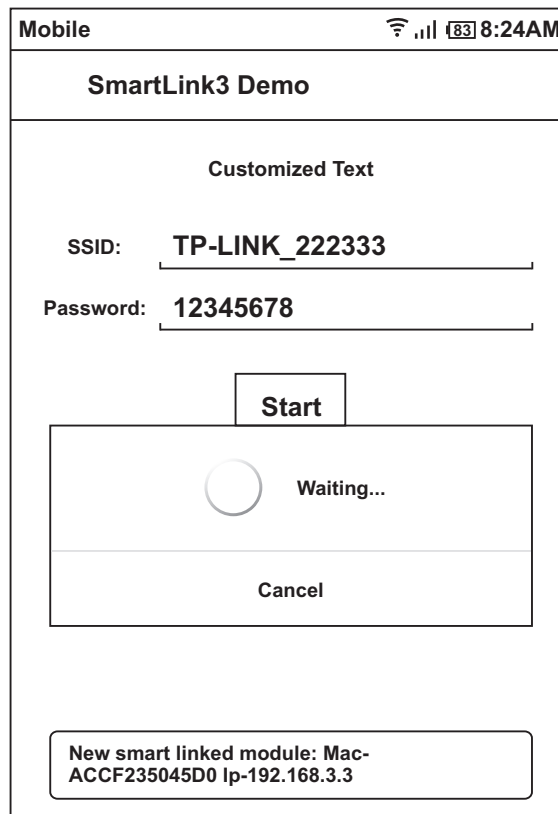 Mobile 83 8:24AM
SmartLink3 Demo
Customized Text
SSID: TP-LINK_222333
Password: 12345678
Start
Waiting...
Cancel
New smart linked module: Mac-
ACCF235045D0 Ip-192.168.3.3